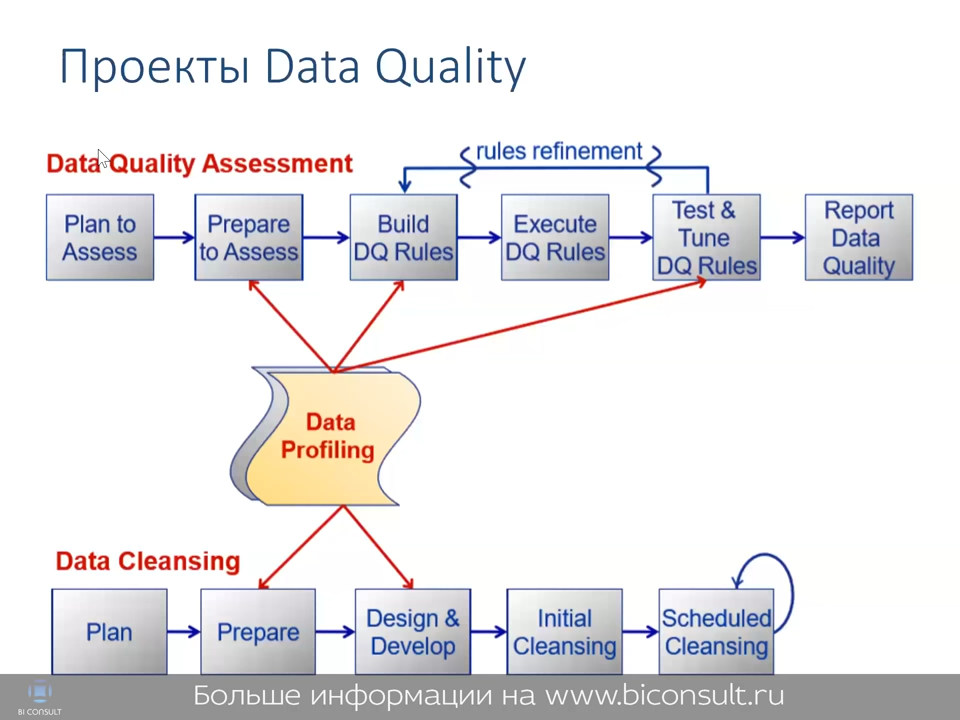 Проекты Data Quality
Data Quality Assessment
rules refinement
Plan to
Assess
Prepare
to Assess
Build
DQ Rules
Execute
DQ Rules
Test &
Tune
DQ Rules
Report
Data
Quality
Data
Profiling
Data Cleansing
Plan
Prepare
Design &
Develop
Initial
Cleansing
Scheduled
Cleansing
BI CONSULT
Больше информации на www.biconsult.ru